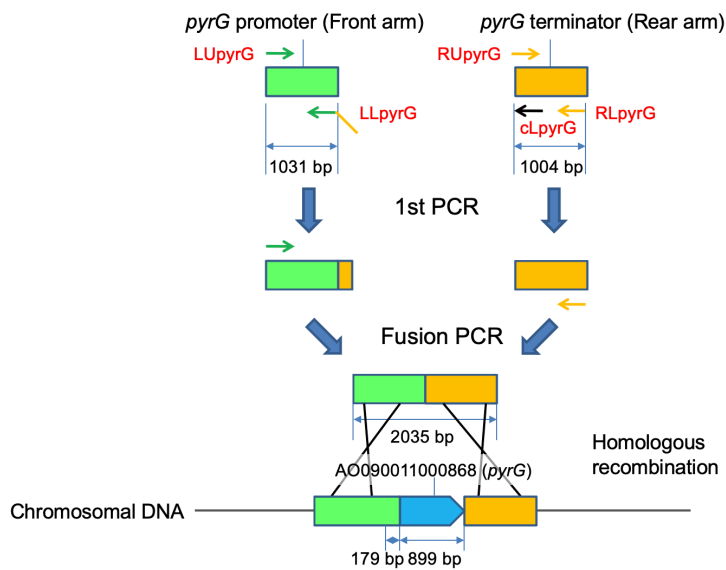 pyrG promoter (Front arm)
pyrG terminator (Rear arm)
LUpyrG
RUpyrG
LLpyrG
cLpyrG
RLpyrG
1031 bp
1004 bp
1st PCR
Fusion PCR
2035 bp
AO090011000868 (pyrG)
Homologous
recombination
Chromosomal DNA
179 bp
899 bp